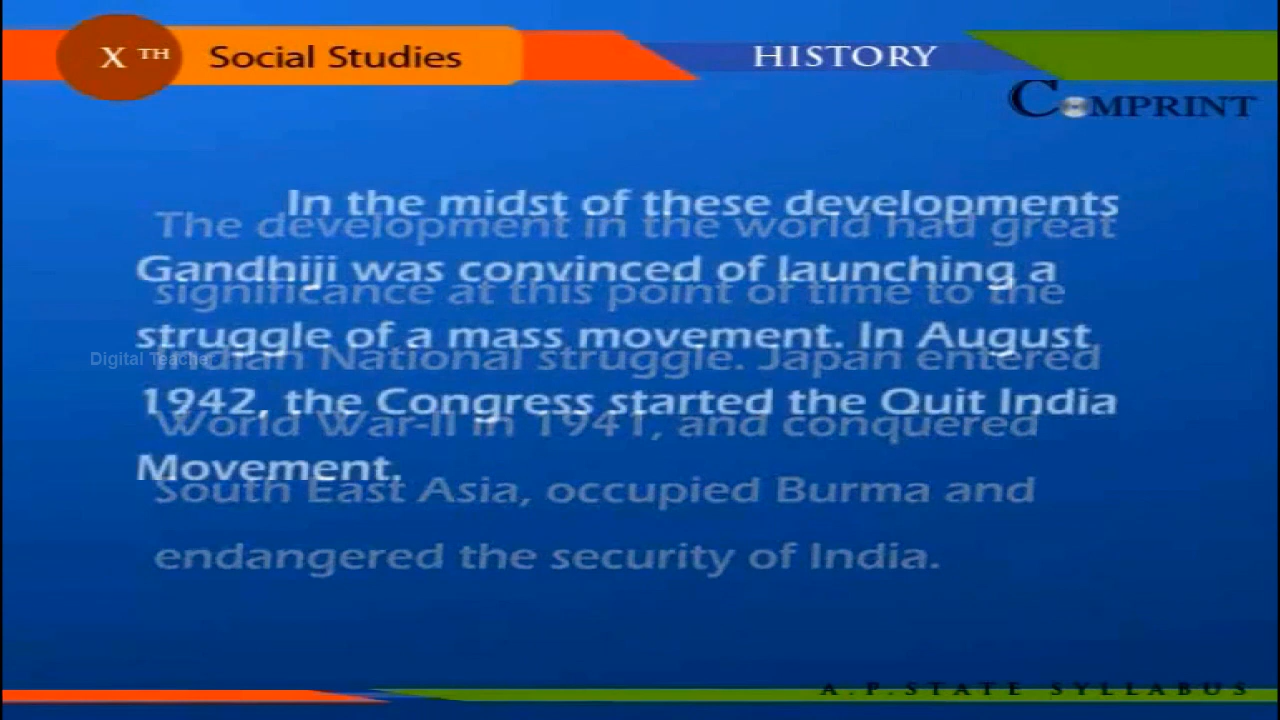 X TH Social Studies
HISTORY
COMPRINT
In the midst of these developments
Gandhiji was convinced of launching a
struggle of a mass movement. In August
1942, the Congress started the Quit India
Movement.
The development in the world had great
significance at this point of time to the
Indian National struggle. Japan entered
World War-II in 1941, and conquered
South East Asia, occupied Burma and
endangered the security of India.
Digital Teacher
A.P.STATE SYLLABUS